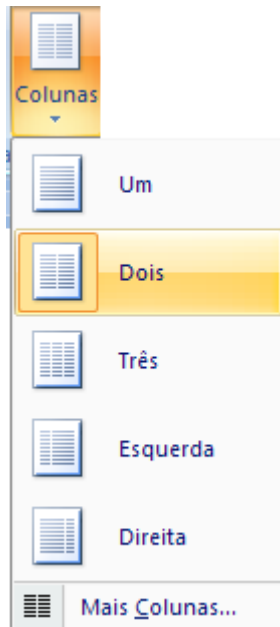 Colunas
Um
Dois
Três
Esquerda
Direita
Mais Colunas...